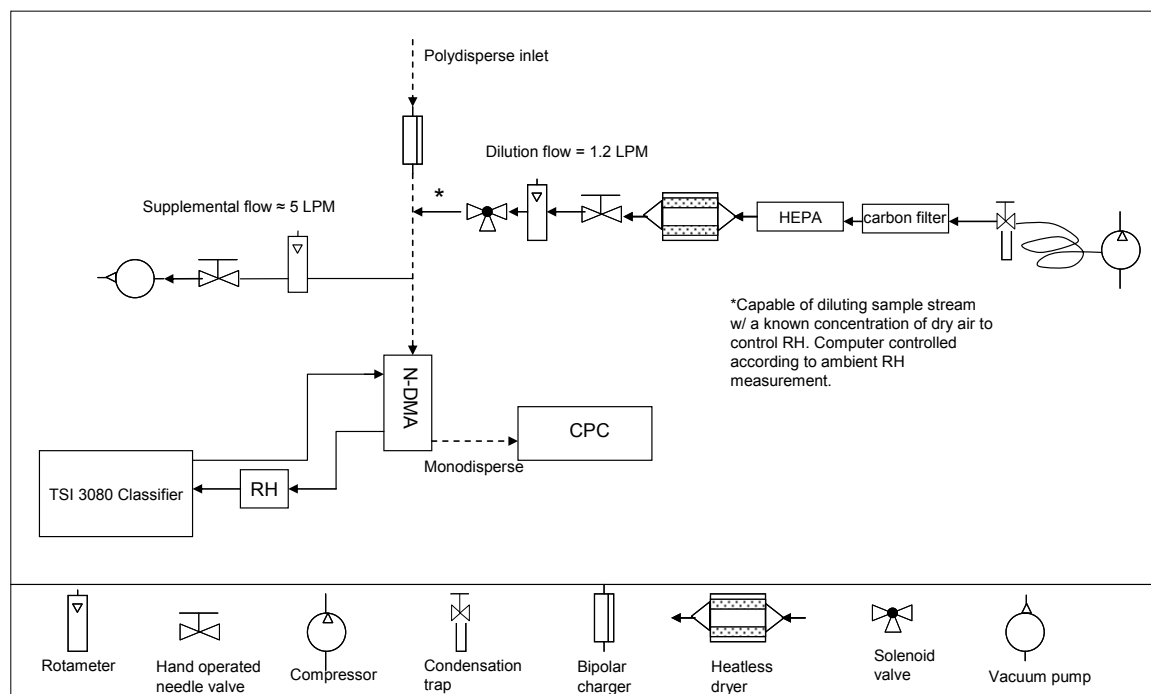 Polydisperse inlet
Dilution flow = 1.2 LPM
*
Supplemental flow ≈ 5 LPM
HEPA
carbon filter
*Capable of diluting sample stream
w/ a known concentration of dry air to
control RH. Computer controlled
according to ambient RH
measurement.
N-DMA
CPC
Monodisperse
TSI 3080 Classifier
RH
Rotameter
Hand operated
needle valve
Compressor
Condensation
trap
Bipolar
charger
Heatless
dryer
Solenoid
valve
Vacuum pump